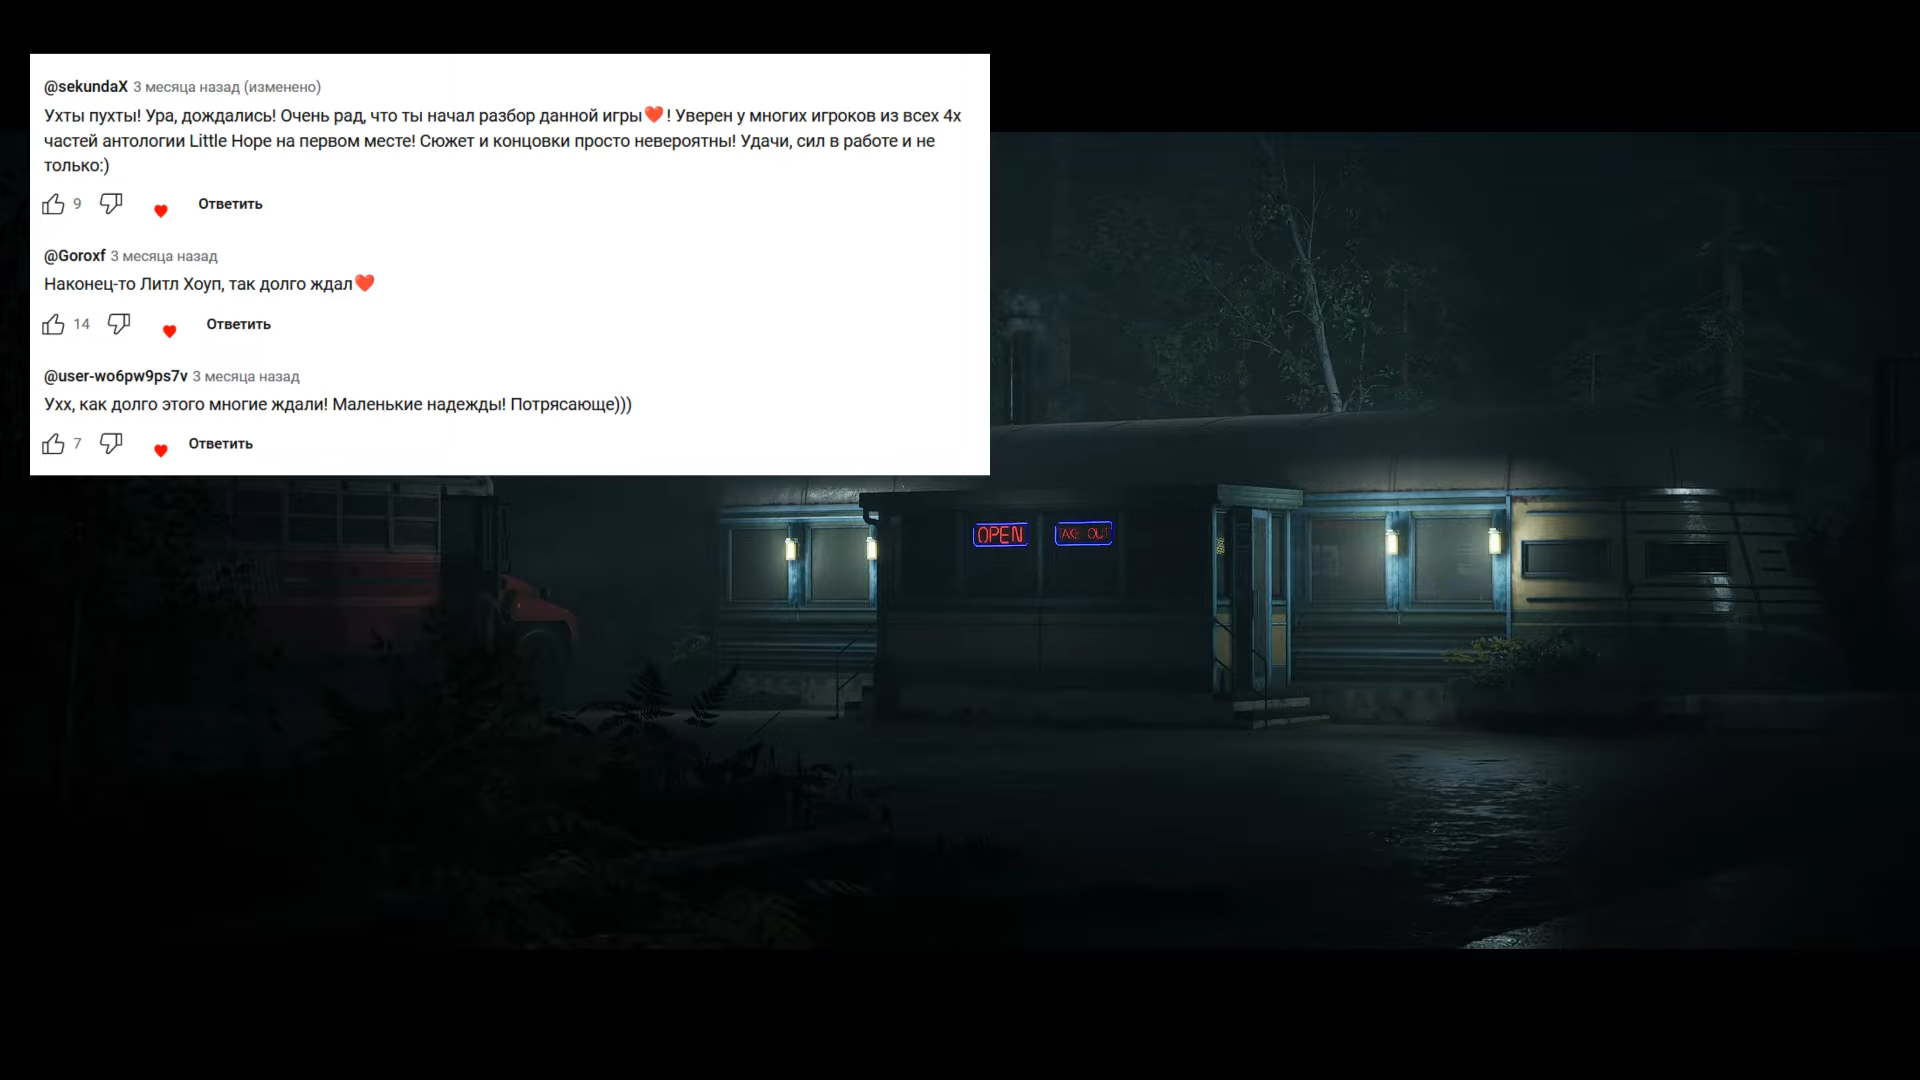 @sekundaX 3 месяца назад (изменено)
Ухты пухты! Ура, дождались! Очень рад, что ты начал разбор данной игры❤️! Уверен у многих игроков из всех 4х
частей антологии Little Hope на первом месте! Сюжет и концовки просто невероятны! Удачи, сил в работе и не
только:)
9 Ответить
@Goroxf 3 месяца назад
Наконец-то Литл Хоуп, так долго ждал❤️
14 Ответить
@user-wo6pw9ps7v 3 месяца назад
Ухх, как долго этого многие ждали! Маленькие надежды! Потрясающе)))
7 Ответить
OPEN TAKE OUT